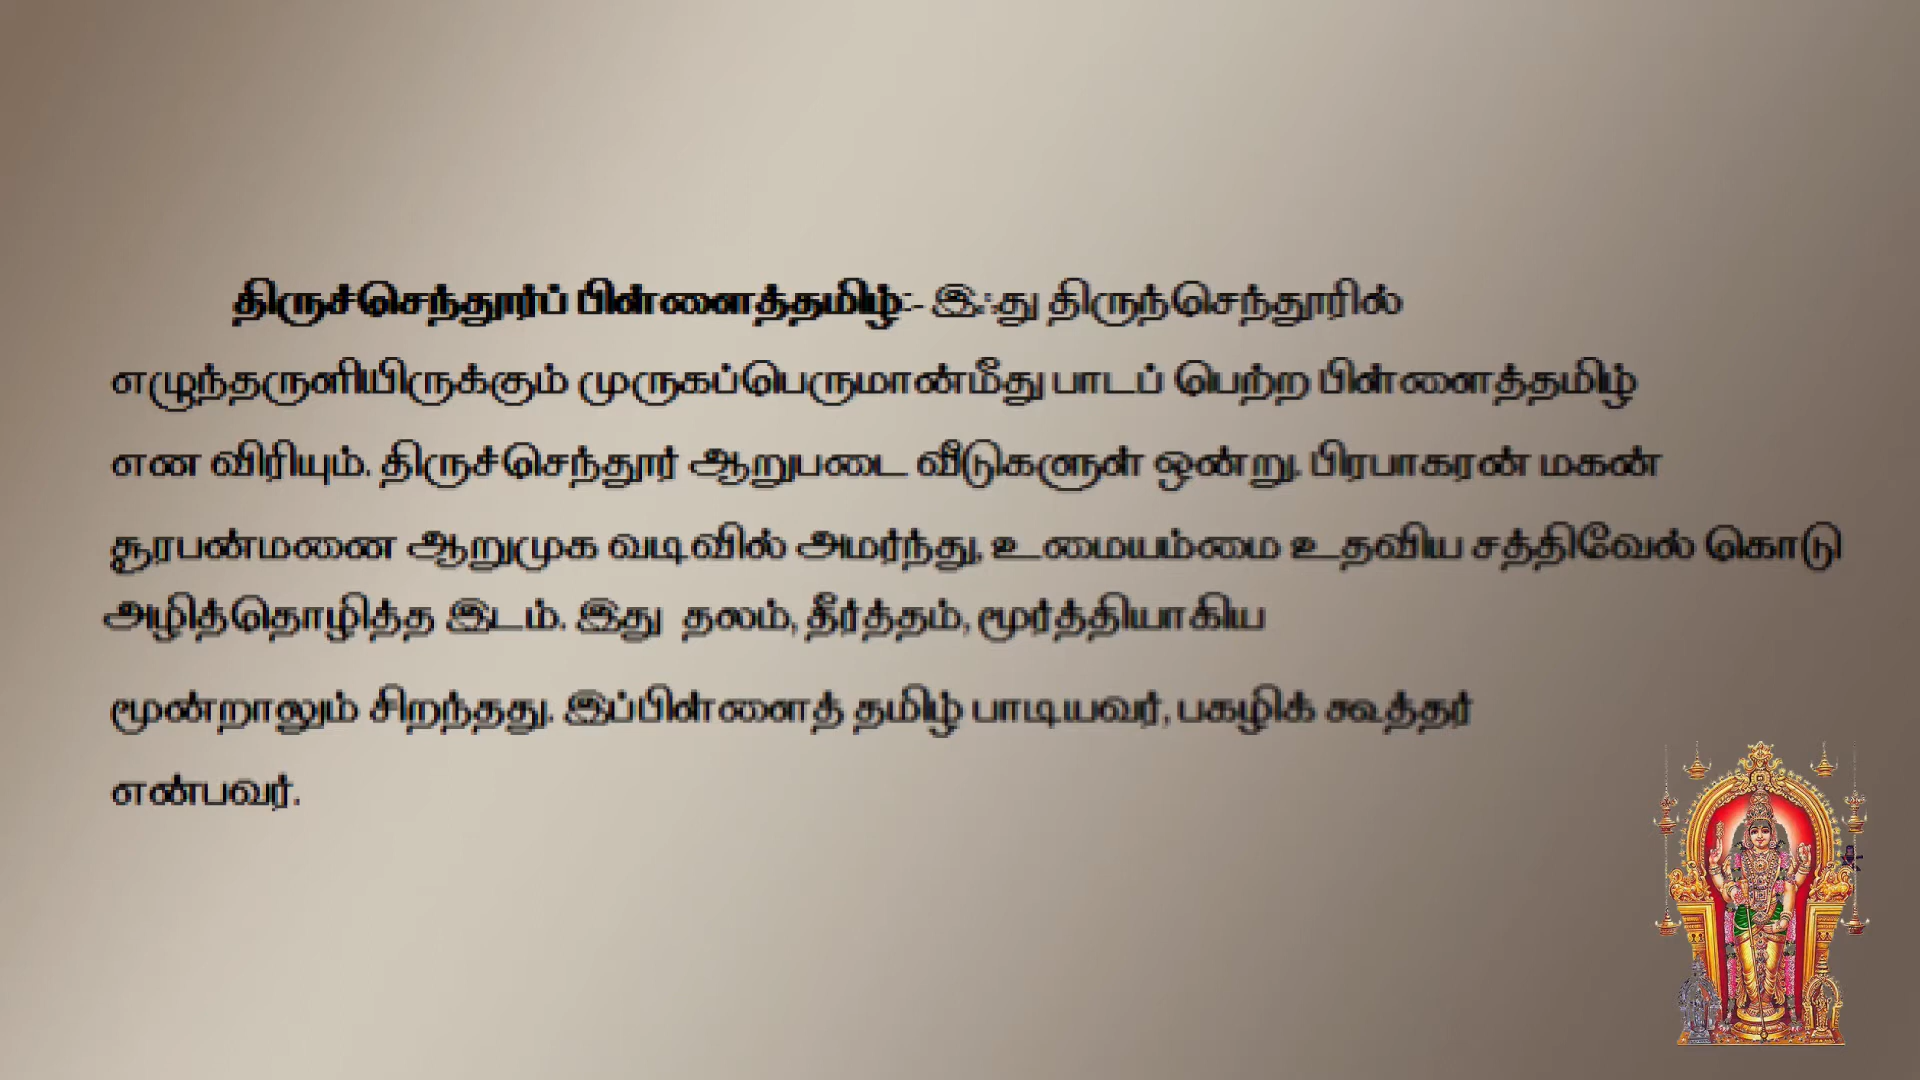 திருச்செந்தூர்ப் பிள்ளைத்தமிழ்:- இஃது திருந்செந்தூரில்
எழுந்தருளியிருக்கும் முருகப்பெருமான்மீது பாடப் பெற்ற பிள்ளைத்தமிழ்
என விரியும். திருச்செந்தூர் ஆறுபடை வீடுகளுள் ஒன்று. பிரபாகரன் மகன்
சூரபன்மனை ஆறுமுக வடிவில் அமர்ந்து, உமையம்மை உதவிய சத்திவேல் கொடு
அழித்தொழித்த இடம். இது தலம், தீர்த்தம், மூர்த்தியாகிய
மூன்றாலும் சிறந்தது. இப்பிள்ளைத் தமிழ் பாடியவர், பகழிக் கூத்தர்
என்பவர்.